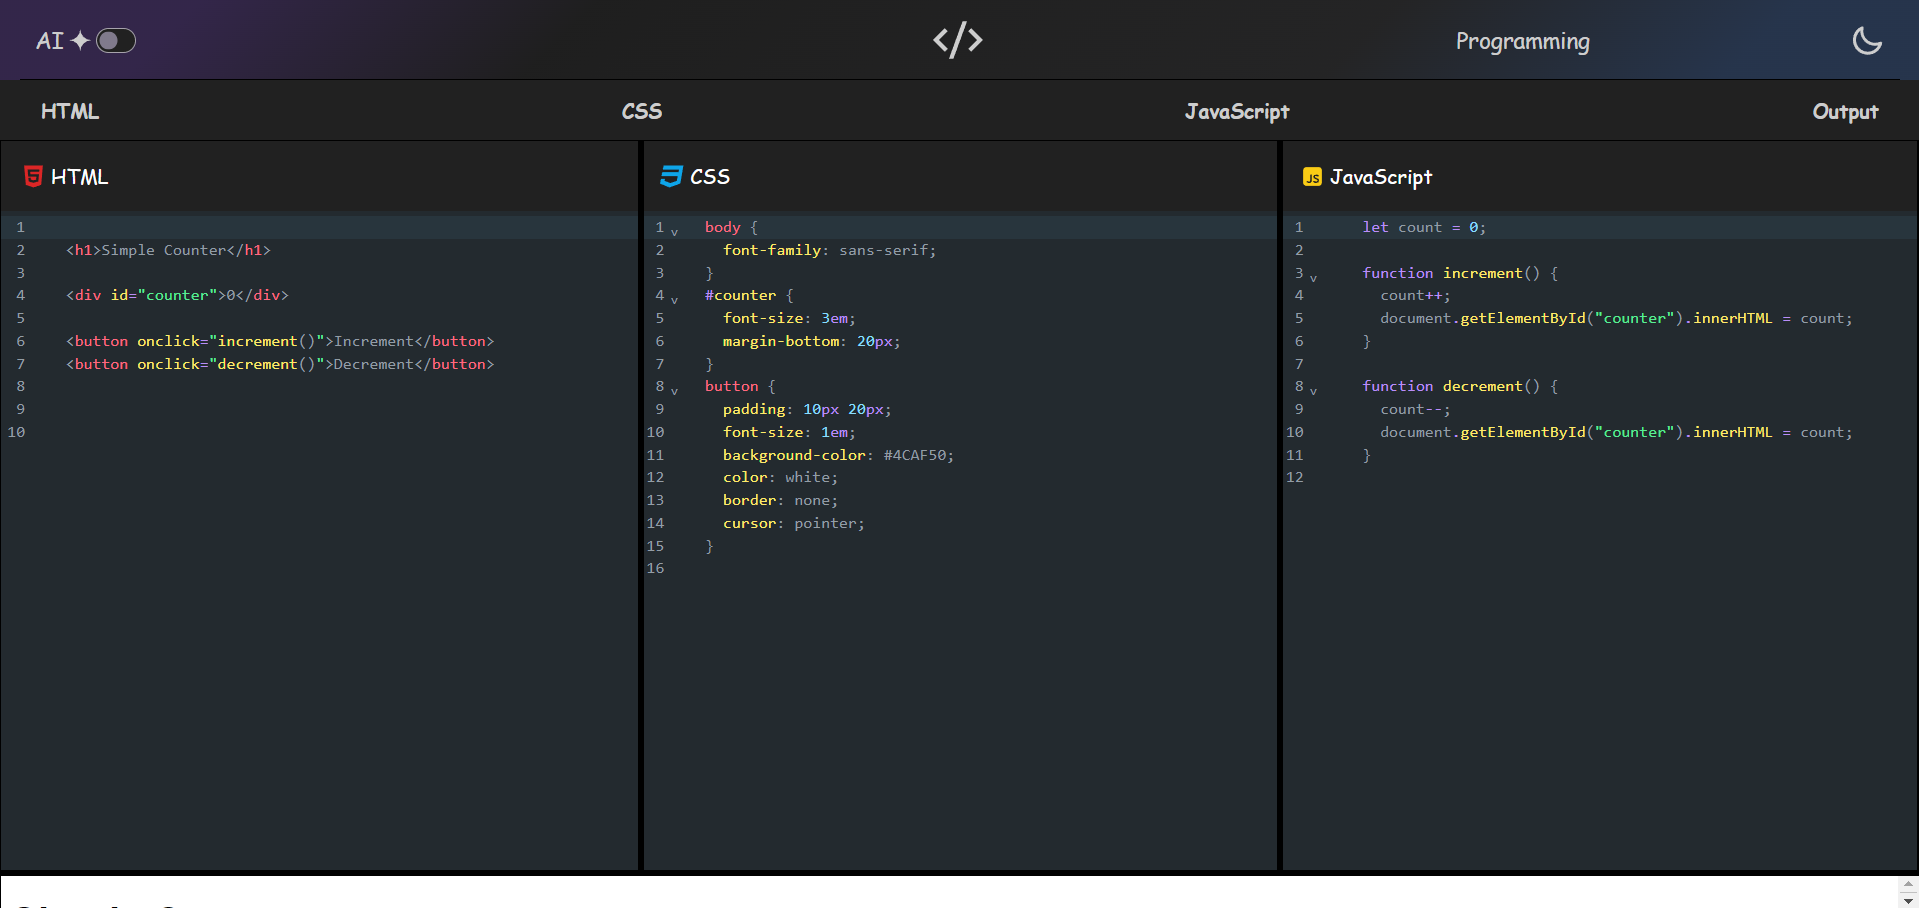 AI
</>
Programming
HTML
CSS
JavaScript
Output
HTML
1
2 <h1>Simple Counter</h1>
3
4 <div id="counter">0</div>
5
6 <button onclick="increment()">Increment</button>
7 <button onclick="decrement()">Decrement</button>
8
9
10
CSS
1 body {
2 font-family: sans-serif;
3 }
4 #counter {
5 font-size: 3em;
6 margin-bottom: 20px;
7 }
8 button {
9 padding: 10px 20px;
10 font-size: 1em;
11 background-color: #4CAF50;
12 color: white;
13 border: none;
14 cursor: pointer;
15 }
16
JS JavaScript
1 let count = 0;
2
3 function increment() {
4 count++;
5 document.getElementById("counter").innerHTML = count;
6 }
7
8 function decrement() {
9 count--;
10 document.getElementById("counter").innerHTML = count;
11 }
12